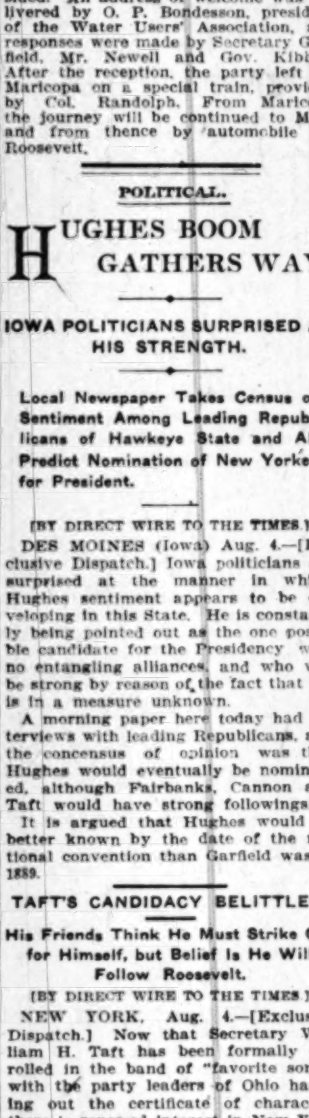 livered by O. P. Bondesson, presid
of the Water Users' Association,
responses were made by Secretary G
field, Mr. Newell and Gov. Kibb
After the reception, the party left
Maricopa on a special train, provi
by Col. Randolph. From Maric
the journey will be continued to M
and from thence by automobile
Roosevelt.
POLITICAL.
HUGHES BOOM
GATHERS WAY
IOWA POLITICIANS SURPRISED
HIS STRENGTH.
Local Newspaper Takes Census o
Sentiment Among Leading Repub
licans of Hawkeye State and Al
Predict Nomination of New Yorke
for President.
[BY DIRECT WIRE TO THE TIMES.]
DES MOINES (Iowa) Aug. 4.—[E
clusive Dispatch.] Iowa politicians
surprised at the manner in whi
Hughes sentiment appears to be
veloping in this State. He is consta
ly being pointed out as the one pos
ble candidate for the Presidency w
no entangling alliances, and who w
be strong by reason of the fact that
is in a measure unknown.
A morning paper here today had
terviews with leading Republicans,
the concensus of opinion was t
Hughes would eventually be nomin
ed, although Fairbanks, Cannon a
Taft would have strong followings
It is argued that Hughes would
better known by the date of the
tional convention than Garfield was
1889.
TAFT'S CANDIDACY BELITTLE
His Friends Think He Must Strike O
for Himself, but Belief Is He Will
Follow Roosevelt.
[BY DIRECT WIRE TO THE TIMES.]
NEW YORK, Aug. 4.—[Exclus
Dispatch.] Now that Secretary W
liam H. Taft has been formally
rolled in the band of "favorite son
with the party leaders of Ohio ha
ing out the certificate of charac